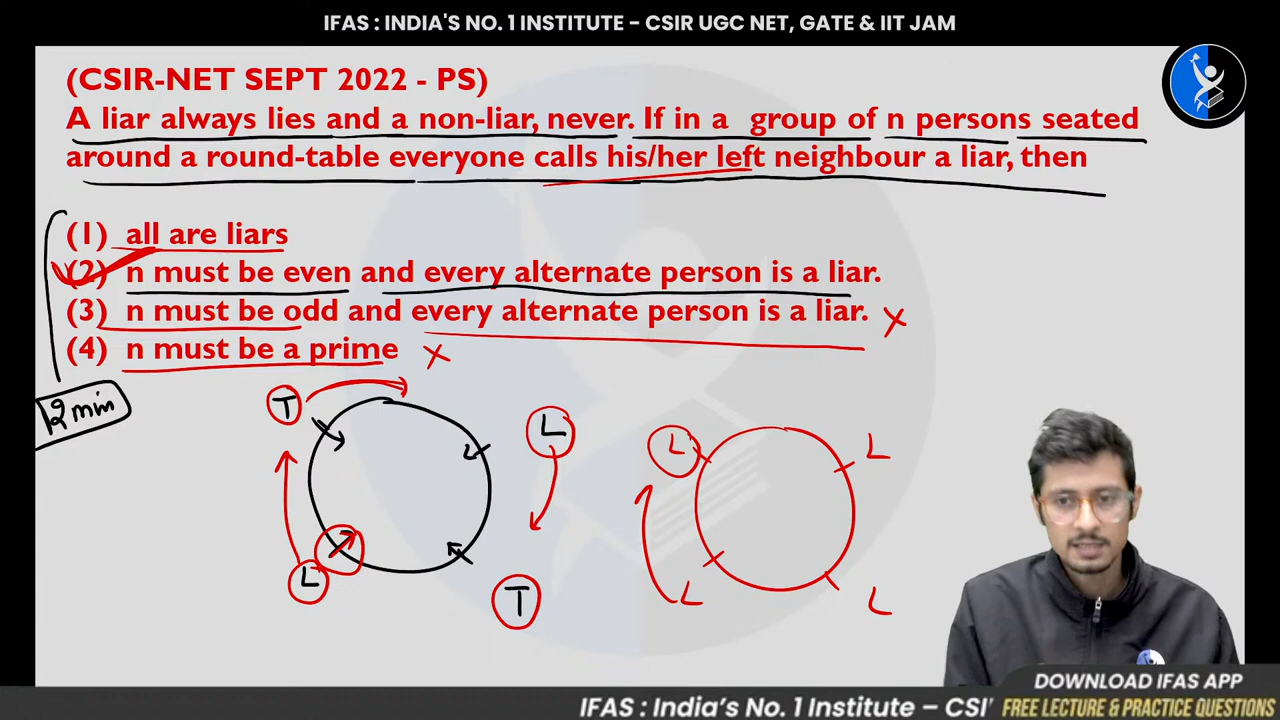 IFAS : INDIA'S NO. 1 INSTITUTE – CSIR UGC NET, GATE & IIT JAM
(CSIR-NET SEPT 2022 - PS)
A liar always lies and a non-liar, never. If in a group of n persons seated
around a round-table everyone calls his/her left neighbour a liar, then
(1) all are liars
(2) n must be even and every alternate person is a liar.
(3) n must be odd and every alternate person is a liar. X
(4) n must be a prime X
2 min
T
L
L
T
L
L
L
L
DOWNLOAD IFAS APP
IFAS : India's No. 1 Institute – CSI
FREE LECTURE & PRACTICE QUESTIONS